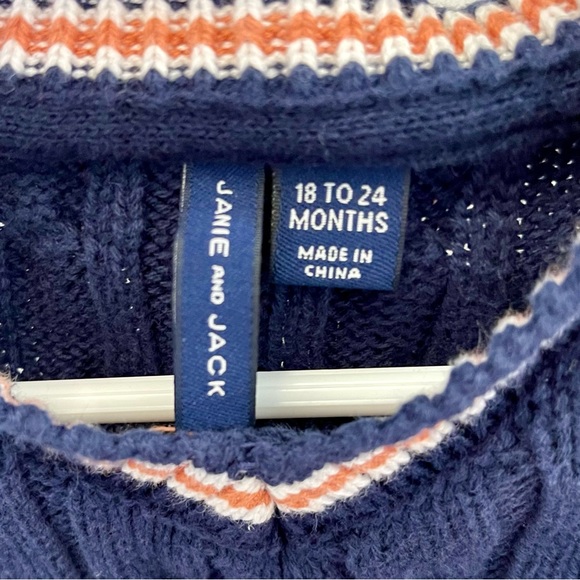 JANIE AND JACK
18 TO 24
MONTHS
MADE IN
CHINA